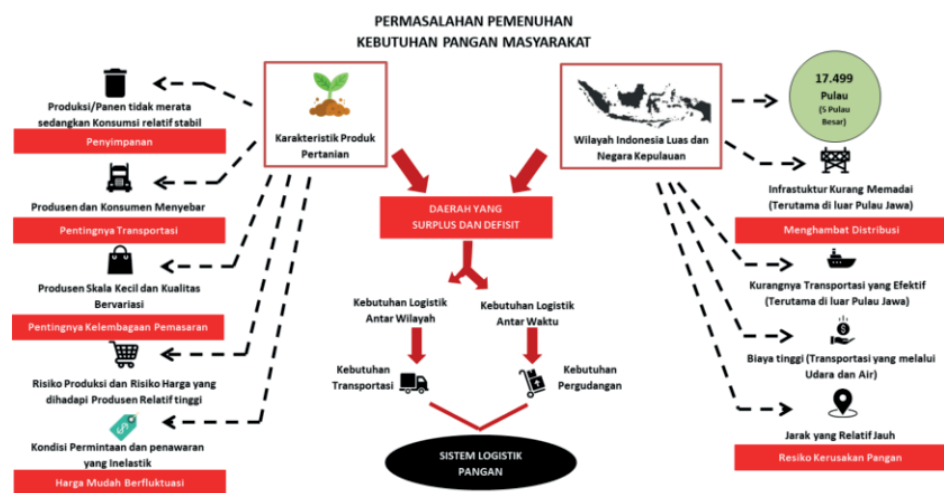 PERMASALAHAN PEMENUHAN
KEBUTUHAN PANGAN MASYARAKAT
Produksi/Panen tidak merata
sedangkan Konsumsi relatif stabil
Penyimpanan
Produsen dan Konsumen Menyebar
Pentingnya Transportasi
Produsen Skala Kecil dan Kualitas
Bervariasi
Pentingnya Kelembagaan Pemasaran
Risiko Produksi dan Risiko Harga yang
dihadapi Produsen Relatif tinggi
Kondisi Permintaan dan penawaran
yang Inelastik
Harga Mudah Berfluktuasi
Karakteristik Produk
Pertanian
Wilayah Indonesia Luas dan
Negara Kepulauan
DAERAH YANG
SURPLUS DAN DEFISIT
Kebutuhan Logistik
Antar Wilayah
Kebutuhan Logistik
Antar Waktu
Kebutuhan
Transportasi
Kebutuhan
Pergudangan
SISTEM LOGISTIK
PANGAN
17.499
Pulau
(5 Pulau
Besar)
Infrastuktur Kurang Memadai
(Terutama di luar Pulau Jawa)
Menghambat Distribusi
Kurangnya Transportasi yang Efektif
(Terutama di luar Pulau Jawa)
Biaya tinggi (Transportasi yang melalui
Udara dan Air)
Jarak yang Relatif Jauh
Resiko Kerusakan Pangan